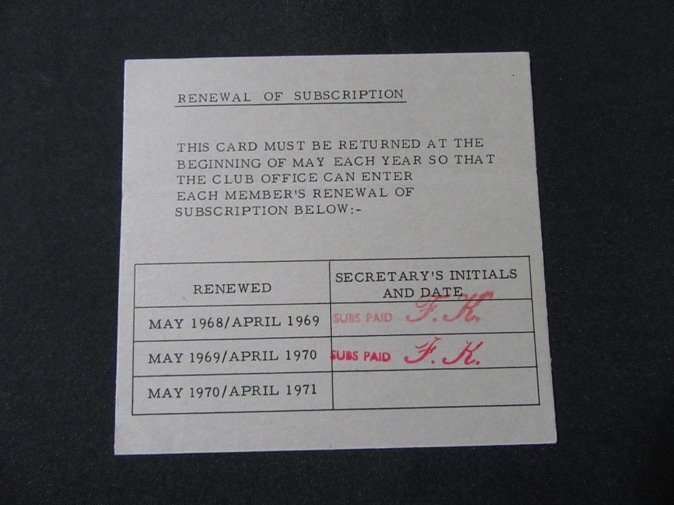 RENEWAL OF SUBSCRIPTION
THIS CARD MUST BE RETURNED AT THE
BEGINNING OF MAY EACH YEAR SO THAT
THE CLUB OFFICE CAN ENTER
EACH MEMBER'S RENEWAL OF
SUBSCRIPTION BELOW:-
RENEWED
SECRETARY'S INITIALS
AND DATE
MAY 1968/APRIL 1969 SUBS PAID F. K.
MAY 1969/APRIL 1970 SUBS PAID F. K.
MAY 1970/APRIL 1971